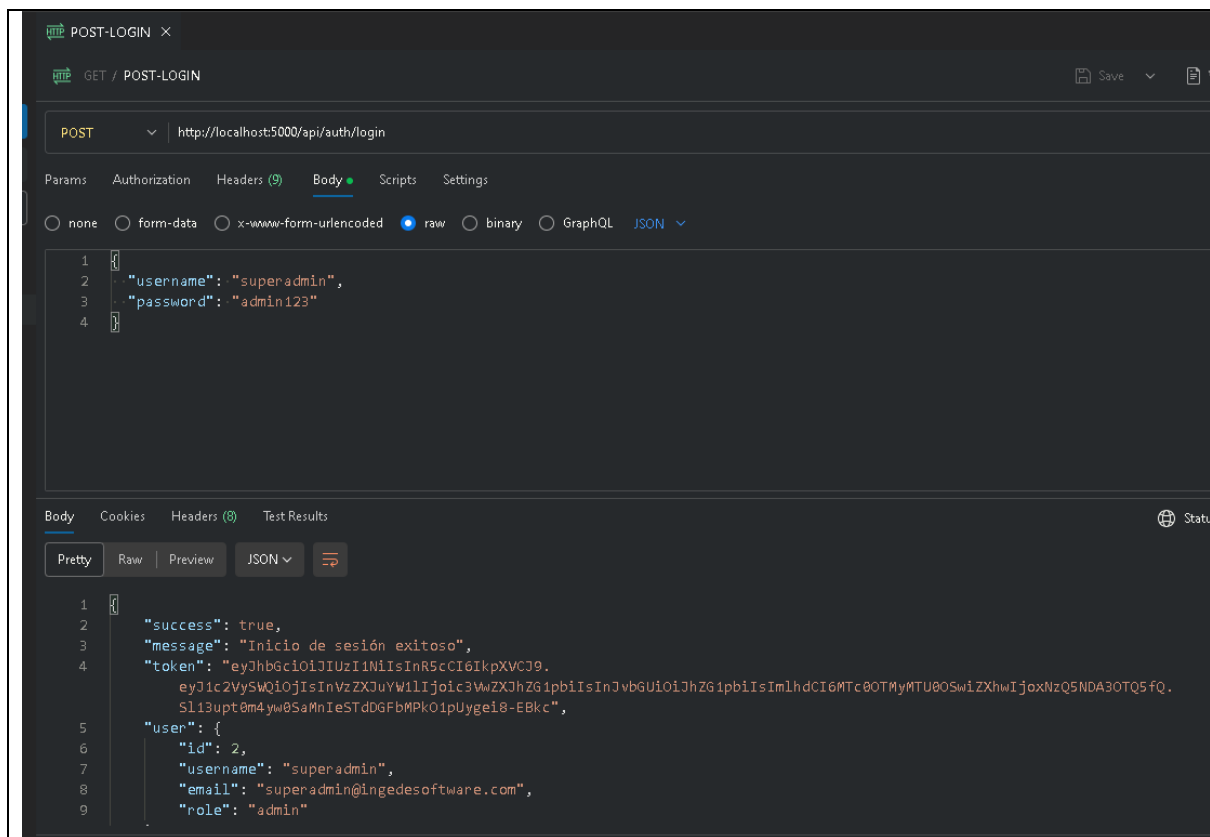 HTTP POST-LOGIN ×
HTTP GET / POST-LOGIN Save
POST http://localhost:5000/api/auth/login
Params Authorization Headers (9) Body Scripts Settings
none form-data x-www-form-urlencoded raw binary GraphQL JSON
1 {
2 "username": "superadmin",
3 "password": "admin123"
4 }
Body Cookies Headers (8) Test Results Statu
Pretty Raw Preview JSON
1 {
2 "success": true,
3 "message": "Inicio de sesión exitoso",
4 "token": "eyJhbGciOiJIUzI1NiIsInR5cCI6IkpXVCJ9.
eyJ1c2VySWQiOjIsInVzZXJuYW1lIjoic3VwZXJhZG1pbiIsInJvbGUiOiJhZG1pbiIsImlhdCI6MTc0OTMyMTU0OSwiZXhwIjoxNzQ5NDA3OTQ5fQ.
Sl13upt0m4yw0SaMnIeSTdDGFbMPkO1pUygei8-EBkc",
5 "user": {
6 "id": 2,
7 "username": "superadmin",
8 "email": "superadmin@ingedesoftware.com",
9 "role": "admin"